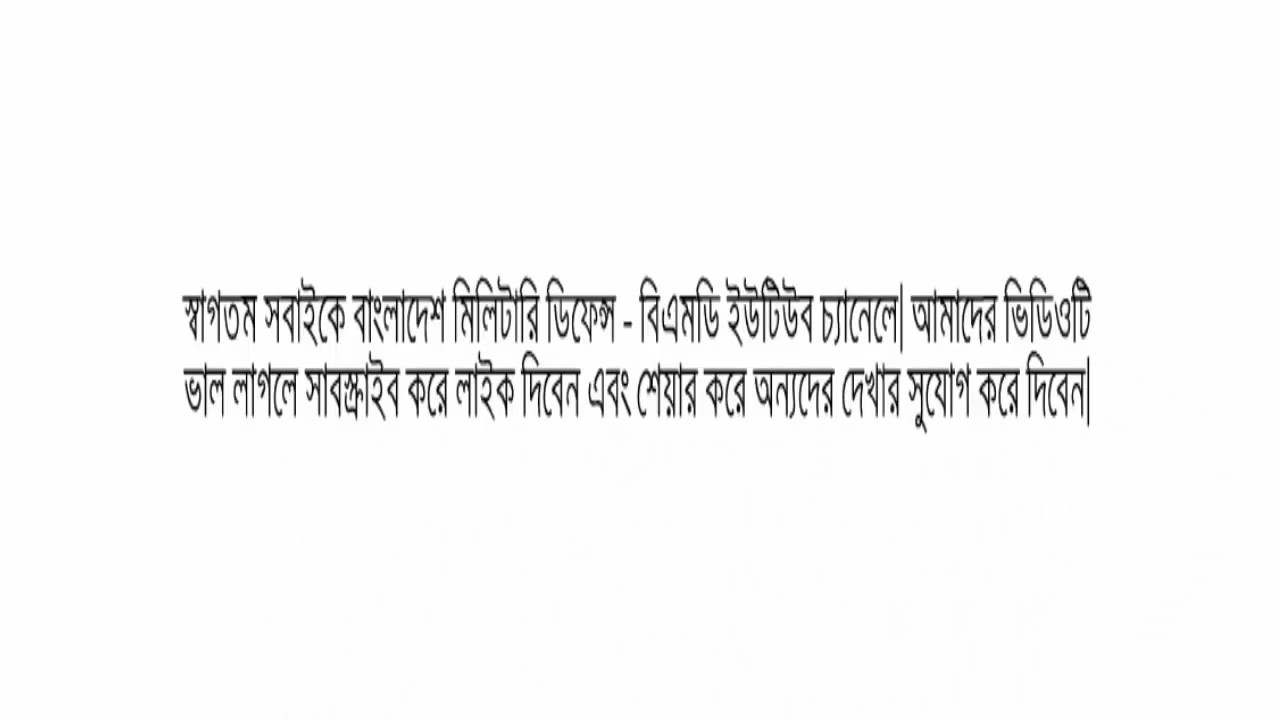 স্বাগতম সবাইকে বাংলাদেশ মিলিটারি ডিফেন্স - বিএমডি ইউটিউব চ্যানেলে| আমাদের ভিডিওটি
ভাল লাগলে সাবস্ক্রাইব করে লাইক দিবেন এবং শেয়ার করে অন্যদের দেখার সুযোগ করে দিবেন|